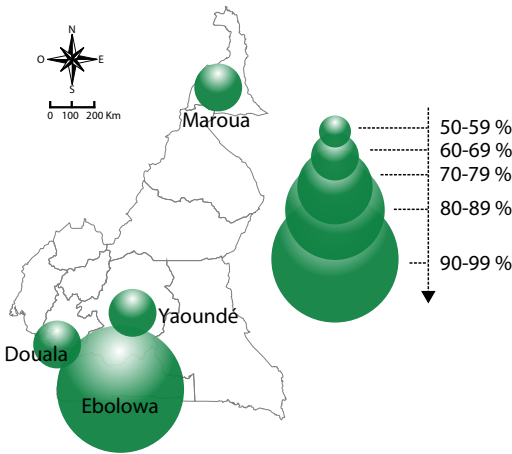 N
O E
S
0 100 200 Km
Maroua
50-59 %
60-69 %
70-79 %
80-89 %
90-99 %
Yaoundé
Douala
Ebolowa